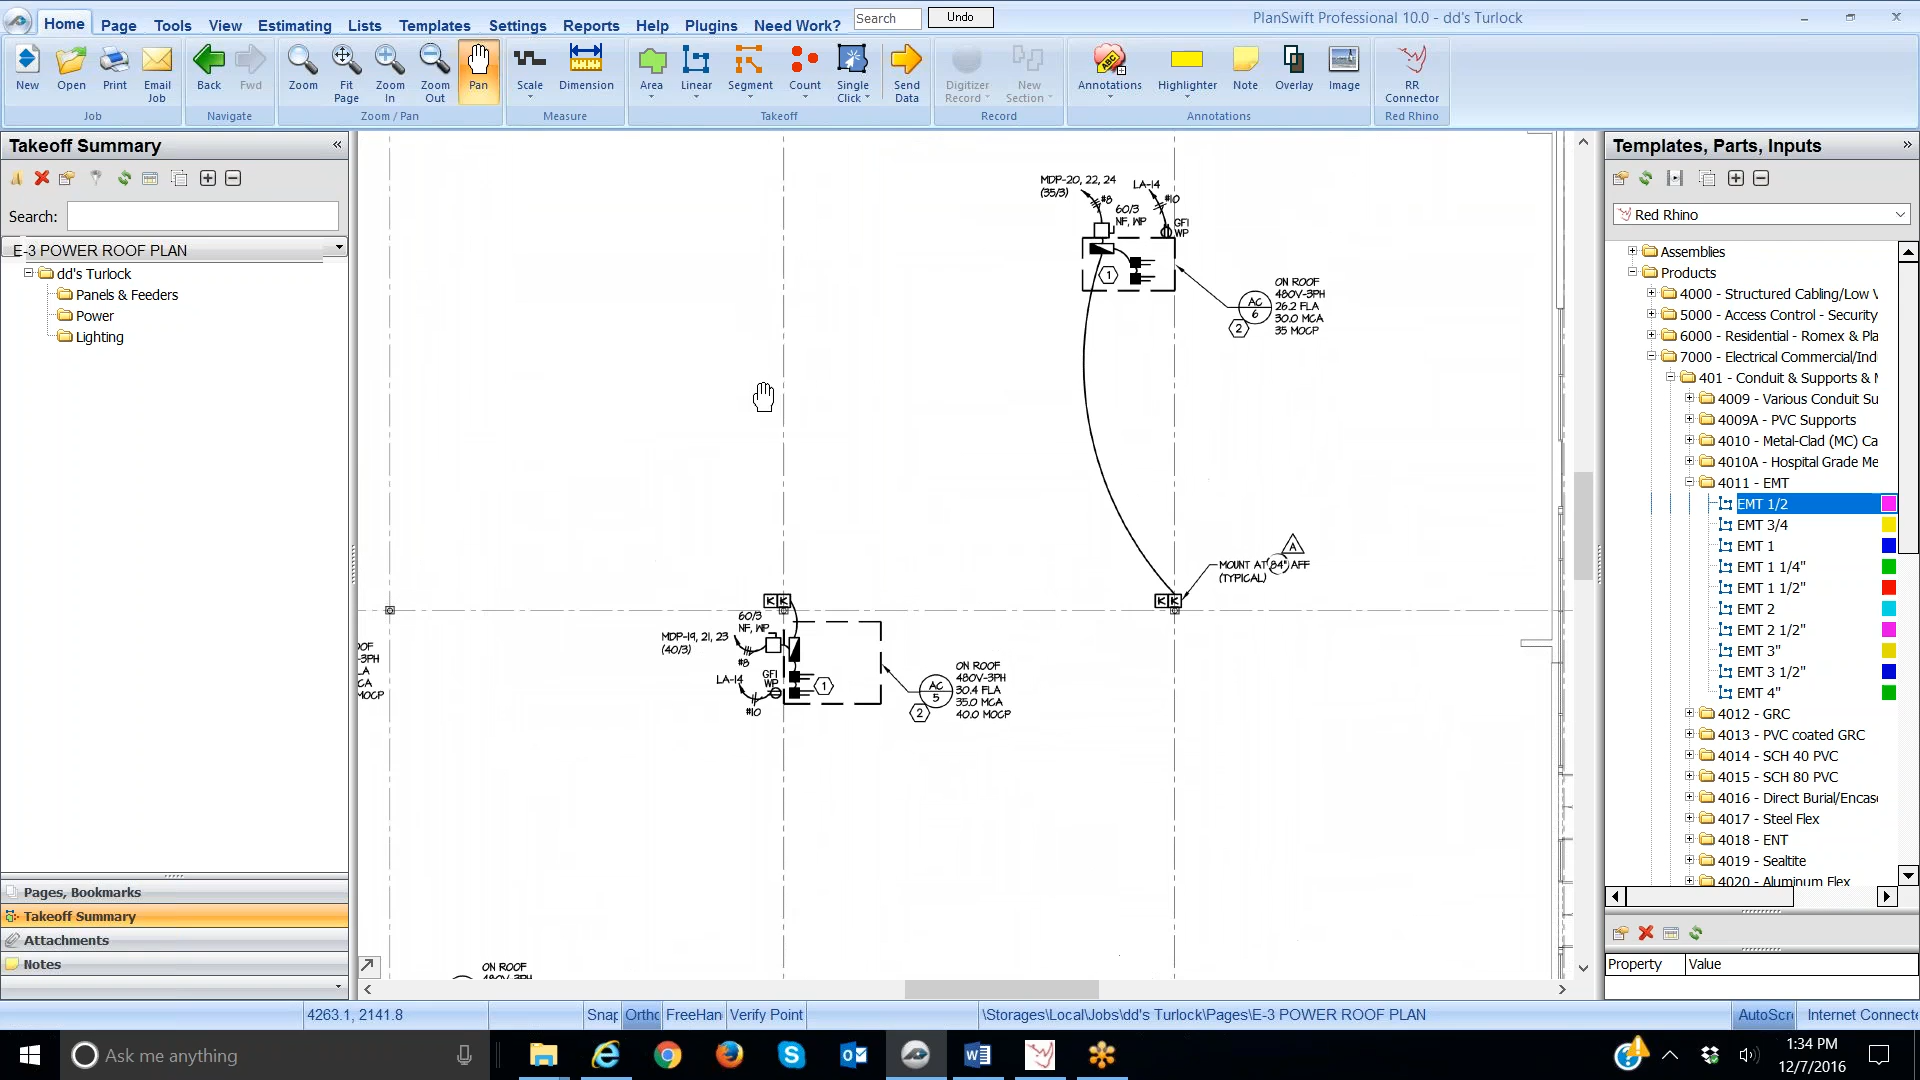 Home
Page
Tools
View
Estimating
Lists
Templates
Settings
Reports
Help
Plugins
Need Work?
Search
Undo
PlanSwift Professional 10.0 - dd's Turlock
New
Open
Print
Email
Job
Back
Fwd
Zoom
Fit
Page
Zoom
In
Zoom
Out
Pan
Scale
Dimension
Area
Linear
Segment
Count
Single
Click
Send
Data
Digitizer
Record
New
Section
Annotations
Highlighter
Note
Overlay
Image
RR
Connector
Job
Navigate
Zoom / Pan
Measure
Takeoff
Record
Annotations
Red Rhino
Takeoff Summary
Search:
E-3 POWER ROOF PLAN
dd's Turlock
Panels & Feeders
Power
Lighting
Pages, Bookmarks
Takeoff Summary
Attachments
Notes
MDP-20, 22, 24
(35/3)
LA-14
#8
#10
60/3
NF, WP
GFI
WP
1
AC
6
2
ON ROOF
480V-3PH
26.2 FLA
30.0 MCA
35 MOCP
A
MOUNT AT 84" AFF
(TYPICAL)
K K
K K
60/3
NF, WP
MDP-19, 21, 23
(40/3)
#8
GFI
WP
LA-14
#10
1
AC
5
2
ON ROOF
480V-3PH
30.4 FLA
35.0 MCA
40.0 MOCP
OF
-3PH
LA
CA
MOCP
ON ROOF
Templates, Parts, Inputs
Red Rhino
Assemblies
Products
4000 - Structured Cabling/Low V
5000 - Access Control - Security
6000 - Residential - Romex & Pla
7000 - Electrical Commercial/Ind
401 - Conduit & Supports & M
4009 - Various Conduit Su
4009A - PVC Supports
4010 - Metal-Clad (MC) Ca
4010A - Hospital Grade Me
4011 - EMT
EMT 1/2
EMT 3/4
EMT 1
EMT 1 1/4"
EMT 1 1/2"
EMT 2
EMT 2 1/2"
EMT 3"
EMT 3 1/2"
EMT 4"
4012 - GRC
4013 - PVC coated GRC
4014 - SCH 40 PVC
4015 - SCH 80 PVC
4016 - Direct Burial/Encas
4017 - Steel Flex
4018 - ENT
4019 - Sealtite
4020 - Aluminum Flex
Property
Value
4263.1, 2141.8
Snap
Ortho
FreeHan
Verify Point
\Storages\Local\Jobs\dd's Turlock\Pages\E-3 POWER ROOF PLAN
AutoScr
Internet Connecte
Ask me anything
1:34 PM
12/7/2016